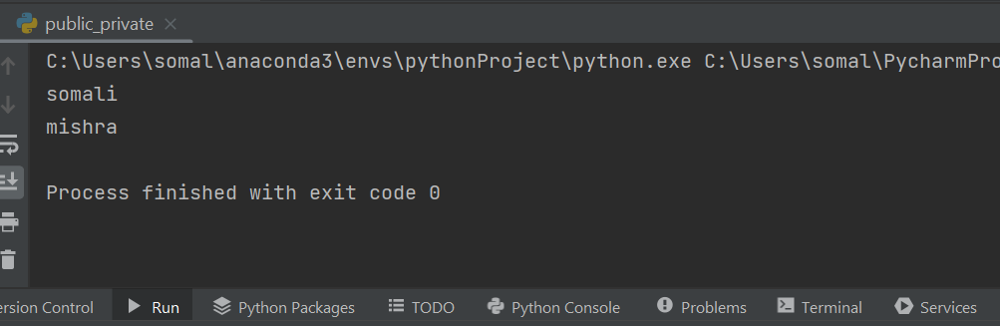 public_private
C:\Users\somal\anaconda3\envs\pythonProject\python.exe C:\Users\somal\PycharmPro
somali
mishra
Process finished with exit code 0
ersion Control Run Python Packages TODO Python Console Problems Terminal Services